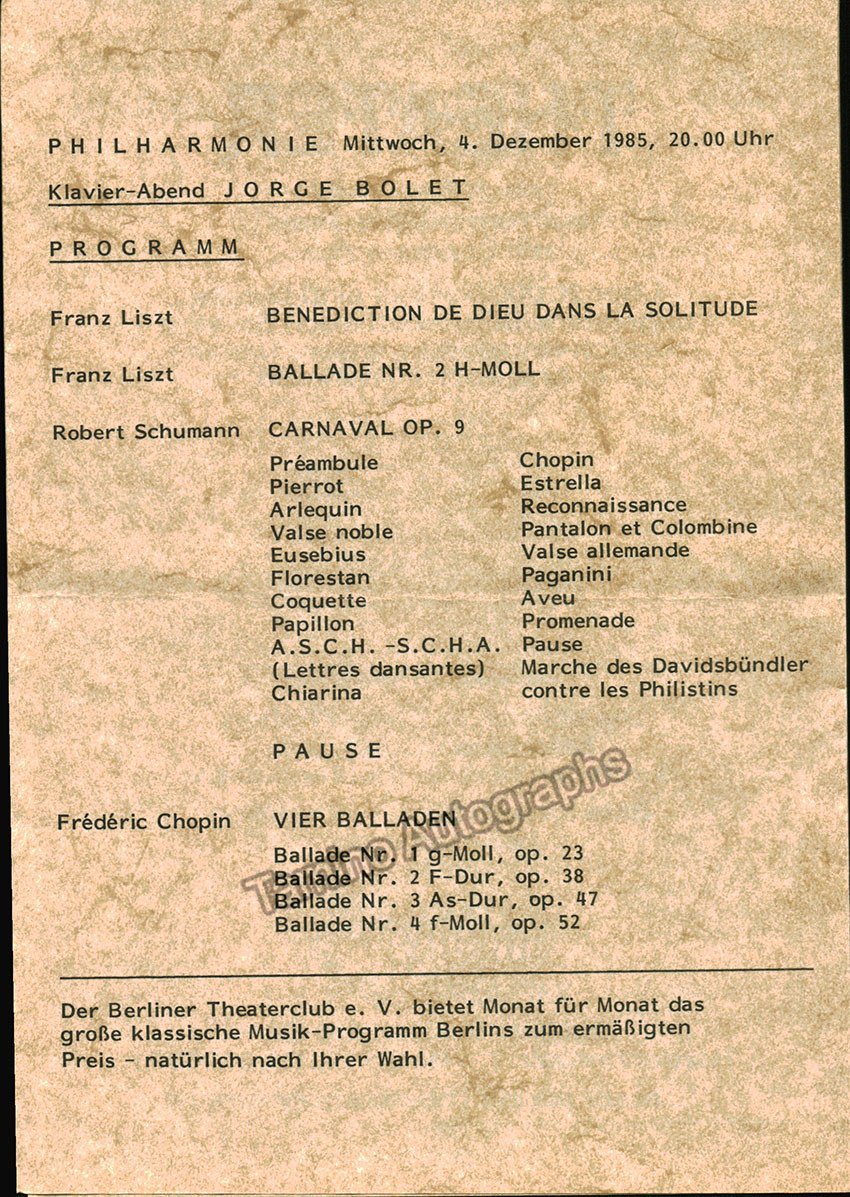 PHILHARMONIE Mittwoch, 4. Dezember 1985, 20.00 Uhr
Klavier-Abend JORGE BOLET
PROGRAMM
Franz Liszt BENEDICTION DE DIEU DANS LA SOLITUDE
Franz Liszt BALLADE NR. 2 H-MOLL
Robert Schumann CARNAVAL OP. 9
Préambule
Pierrot
Arlequin
Valse noble
Eusebius
Florestan
Coquette
Papillon
A.S.C.H. -S.C.H.A.
(Lettres dansantes)
Chiarina
Chopin
Estrella
Reconnaissance
Pantalon et Colombine
Valse allemande
Paganini
Aveu
Promenade
Pause
Marche des Davidsbündler
contre les Philistins
PAUSE
Frédéric Chopin VIER BALLADEN
Ballade Nr. 1 g-Moll, op. 23
Ballade Nr. 2 F-Dur, op. 38
Ballade Nr. 3 As-Dur, op. 47
Ballade Nr. 4 f-Moll, op. 52
Tamino Autographs
Der Berliner Theaterclub e. V. bietet Monat für Monat das
große klassische Musik-Programm Berlins zum ermäßigten
Preis - natürlich nach Ihrer Wahl.